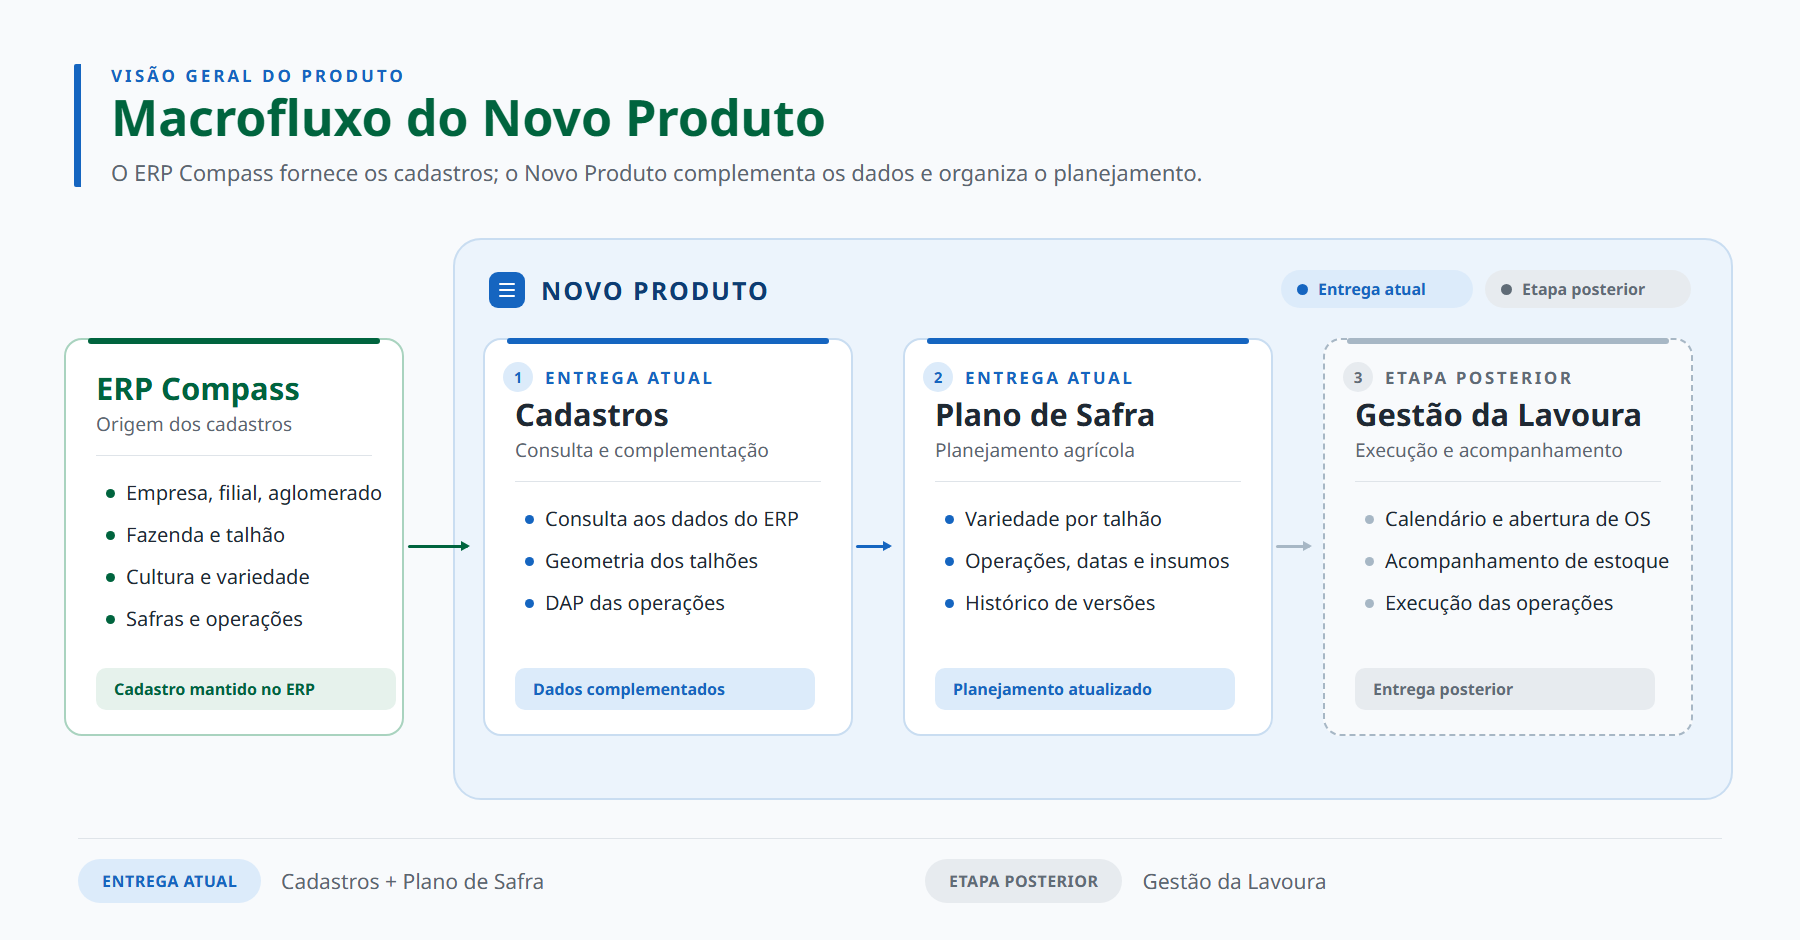 VISÃO GERAL DO PRODUTO
Macrofluxo do Novo Produto
O ERP Compass fornece os cadastros; o Novo Produto complementa os dados e organiza o planejamento.
NOVO PRODUTO
Entrega atual
Etapa posterior
ERP Compass
Origem dos cadastros
Empresa, filial, aglomerado
Fazenda e talhão
Cultura e variedade
Safras e operações
Cadastro mantido no ERP
1 ENTREGA ATUAL
Cadastros
Consulta e complementação
Consulta aos dados do ERP
Geometria dos talhões
DAP das operações
Dados complementados
2 ENTREGA ATUAL
Plano de Safra
Planejamento agrícola
Variedade por talhão
Operações, datas e insumos
Histórico de versões
Planejamento atualizado
3 ETAPA POSTERIOR
Gestão da Lavoura
Execução e acompanhamento
Calendário e abertura de OS
Acompanhamento de estoque
Execução das operações
Entrega posterior
ENTREGA ATUAL Cadastros + Plano de Safra
ETAPA POSTERIOR Gestão da Lavoura